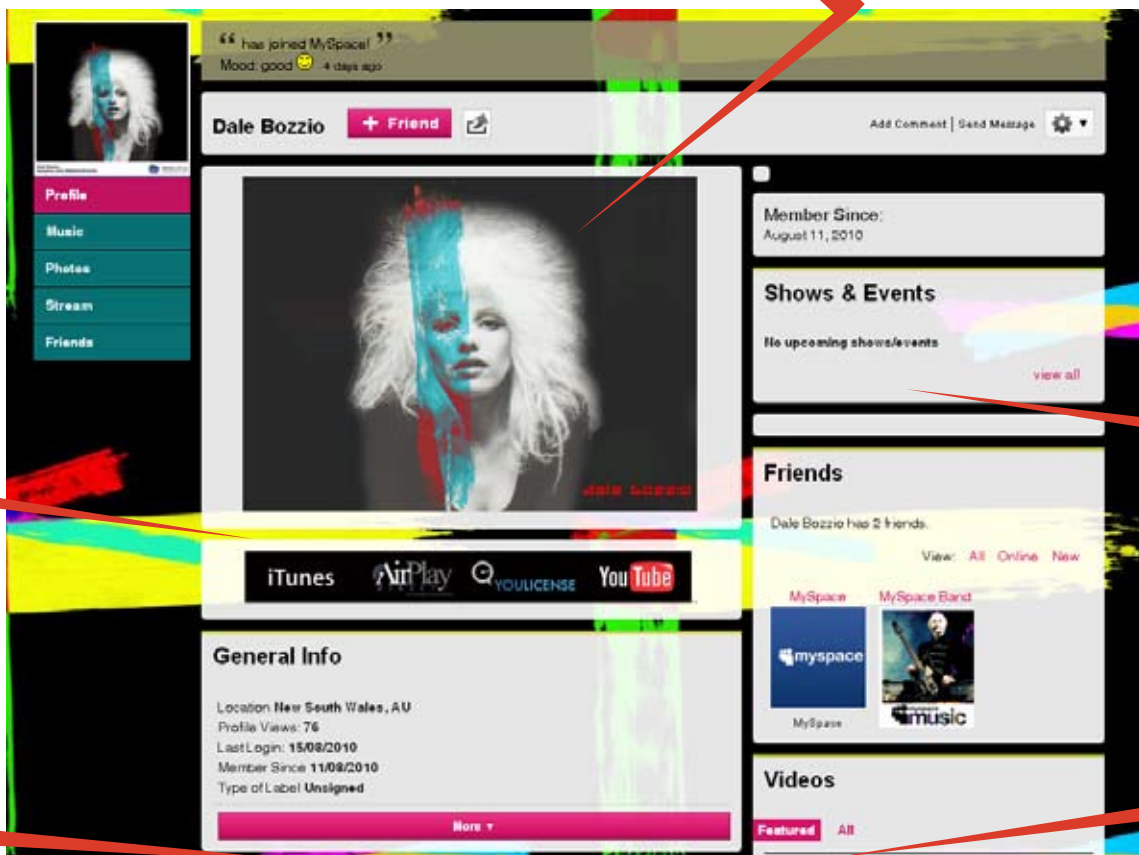 “ has joined MySpace! ”
Mood: good 4 days ago
Dale Bozzio
+ Friend
Add Comment | Send Message
Profile
Music
Photos
Stream
Friends
dale bozzio
iTunes AirPlay YOULICENSE YouTube
General Info
Location New South Wales, AU
Profile Views: 76
Last Login: 15/08/2010
Member Since 11/08/2010
Type of Label Unsigned
More
Member Since:
August 11, 2010
Shows & Events
No upcoming shows/events
view all
Friends
Dale Bozzio has 2 friends.
View: All Online New
MySpace MySpace Band
myspace
music
MySpace
Videos
Featured All